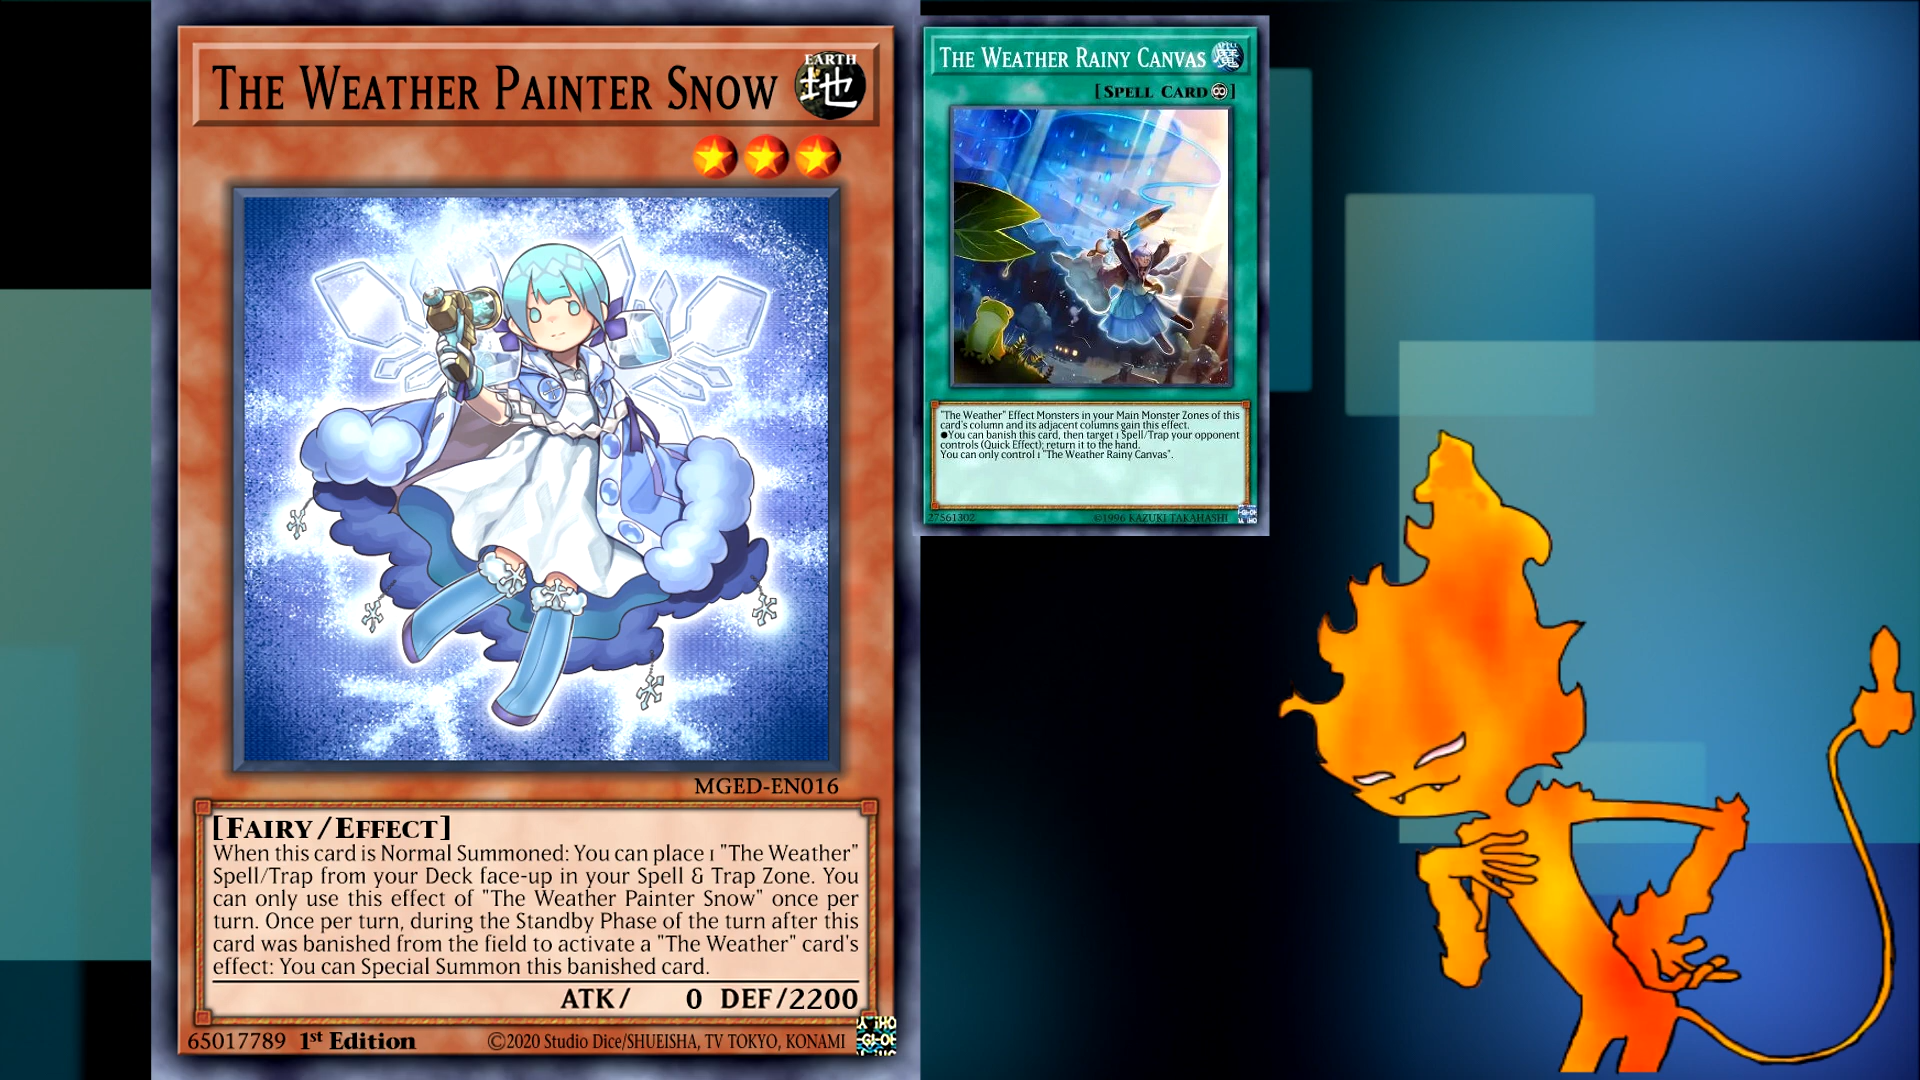 THE WEATHER PAINTER SNOW
EARTH
地
MGED-EN016
[FAIRY/EFFECT]
When this card is Normal Summoned: You can place 1 "The Weather"
Spell/Trap from your Deck face-up in your Spell & Trap Zone. You
can only use this effect of "The Weather Painter Snow" once per
turn. Once per turn, during the Standby Phase of the turn after this
card was banished from the field to activate a "The Weather" card's
effect: You can Special Summon this banished card.
ATK/ 0 DEF/2200
65017789 1st Edition ©2020 Studio Dice/SHUEISHA, TV TOKYO, KONAMI
THE WEATHER RAINY CANVAS
SPELL
魔
[SPELL CARD]
"The Weather" Effect Monsters in your Main Monster Zones of this
card's column and its adjacent columns gain this effect.
●You can banish this card, then target 1 Spell/Trap your opponent
controls (Quick Effect); return it to the hand.
You can only control 1 "The Weather Rainy Canvas".
27561302 ©1996 KAZUKI TAKAHASHI